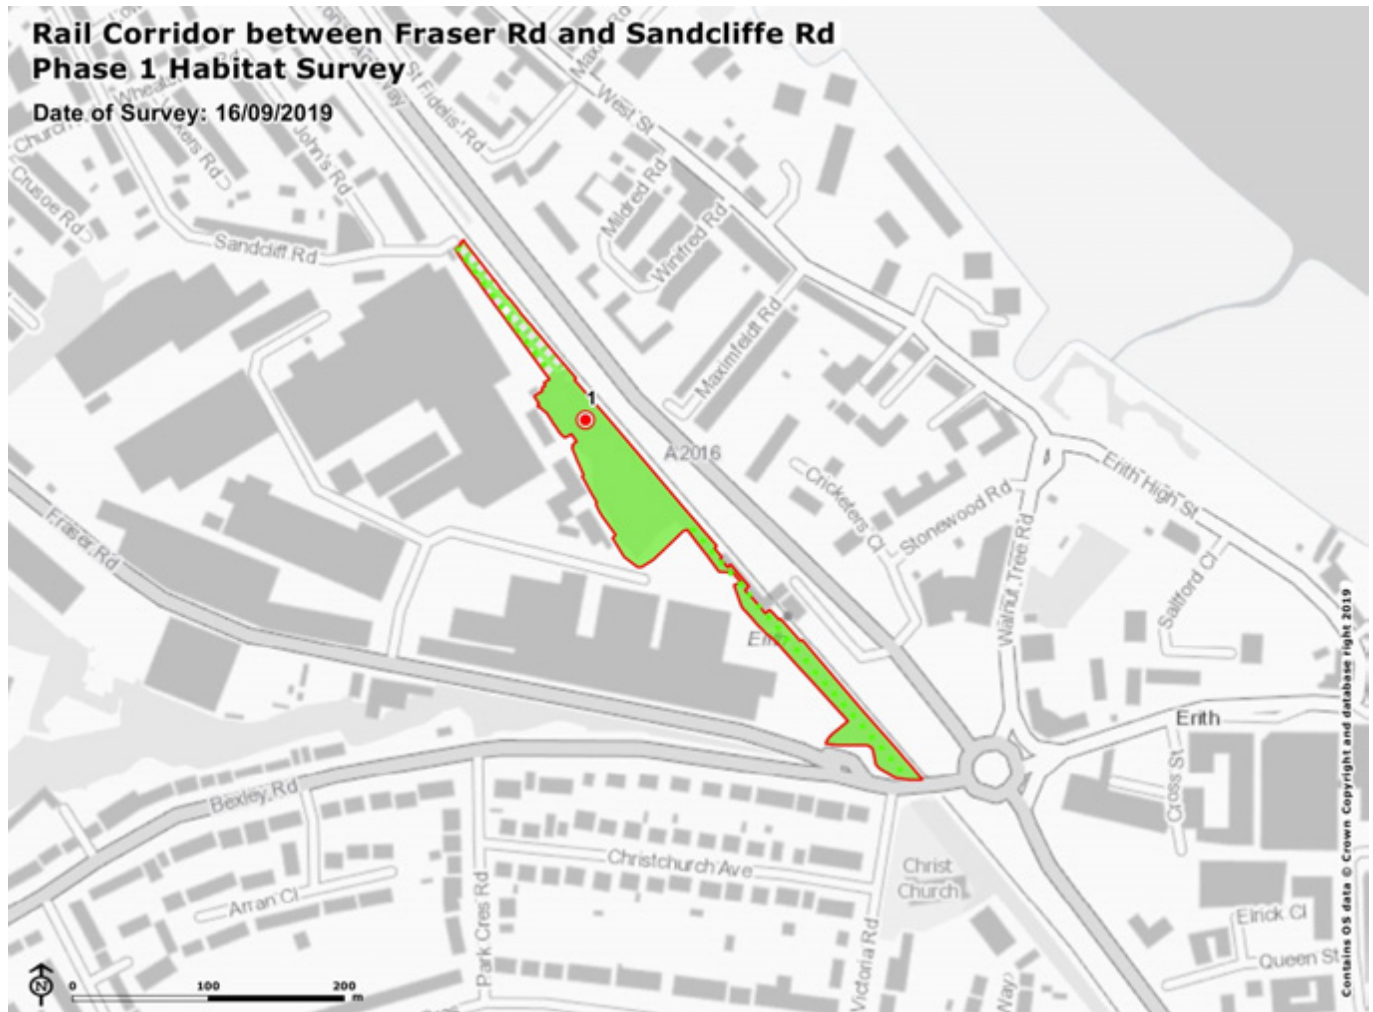 Rail Corridor between Fraser Rd and Sandcliffe Rd
Phase 1 Habitat Survey
Date of Survey: 16/09/2019
Church
Crusoe Rd
John's Rd
St Fidelis' Rd
West St
Sandcliff Rd
Mildred Rd
Winifred Rd
Maximfeldt Rd
1
A2016
Cricketers Cl
Stonewood Rd
Erith High St
Walnut Tree Rd
Saltford Cl
Fraser Rd
Erith
Bexley Rd
Cross St
Christchurch Ave
Christ
Church
Arran Cl
Park Cres Rd
Victoria Rd
Way
Elrick Cl
Queen St
N
0 100 200
m
Contains OS data © Crown Copyright and database right 2019